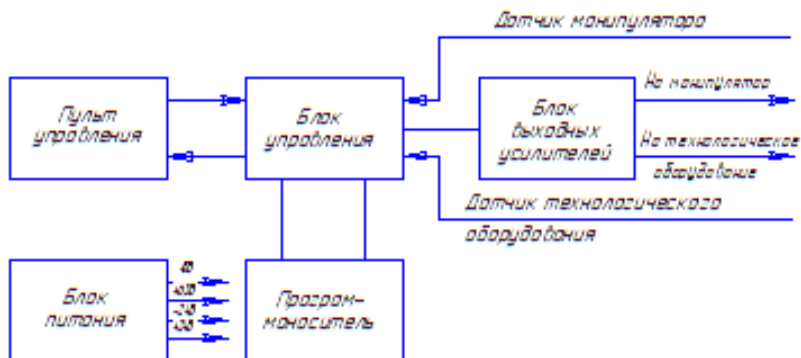 Датчик манипулятора
Пульт
управления
Блок
управления
Блок
выходных
усилителей
На манипулятор
На технологическое
оборудование
Датчик технологического
оборудования
Блок
питания
Програм-
маноситель